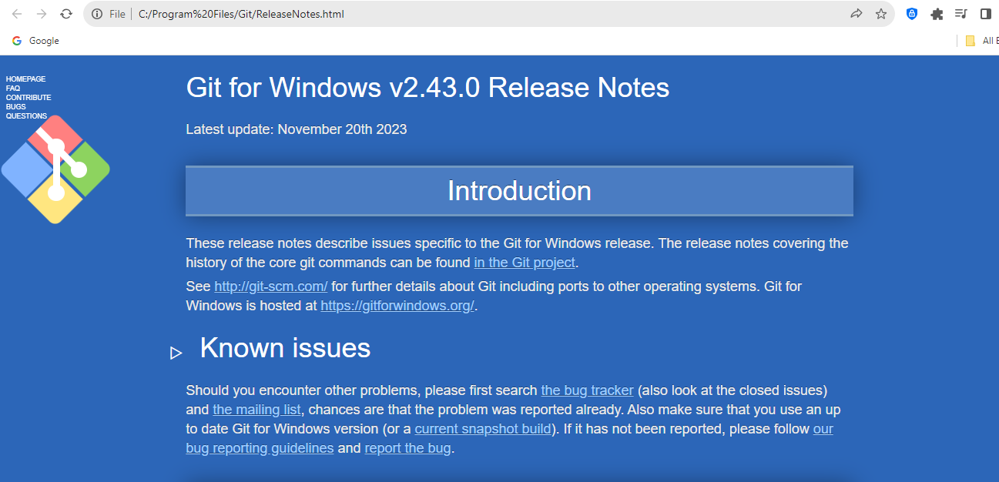 File
C:/Program%20Files/Git/ReleaseNotes.html
Google
All
HOMEPAGE
FAQ
CONTRIBUTE
BUGS
QUESTIONS
Git for Windows v2.43.0 Release Notes
Latest update: November 20th 2023
Introduction
These release notes describe issues specific to the Git for Windows release. The release notes covering the
history of the core git commands can be found in the Git project.
See http://git-scm.com/ for further details about Git including ports to other operating systems. Git for
Windows is hosted at https://gitforwindows.org/.
Known issues
Should you encounter other problems, please first search the bug tracker (also look at the closed issues)
and the mailing list, chances are that the problem was reported already. Also make sure that you use an up
to date Git for Windows version (or a current snapshot build). If it has not been reported, please follow our
bug reporting guidelines and report the bug.